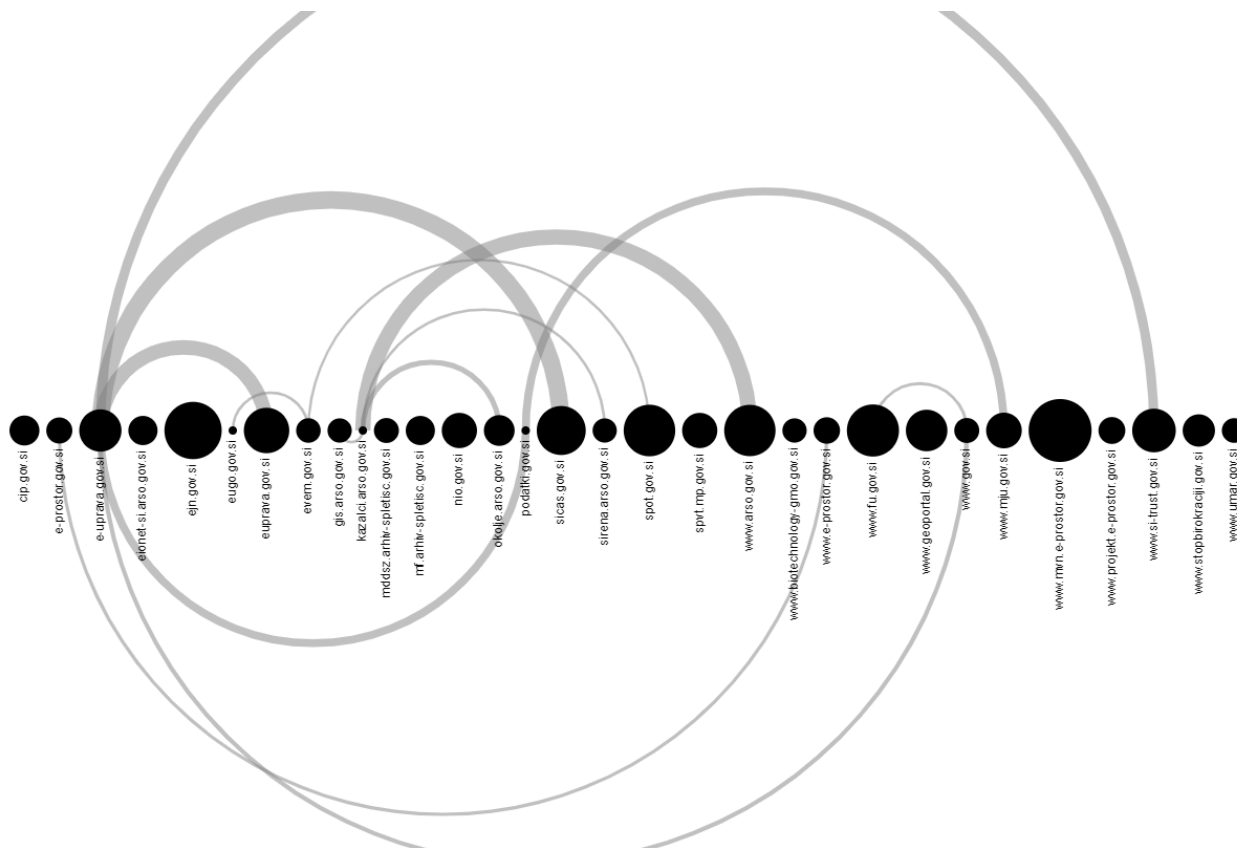 cip.gov.si
e-prostor.gov.si
e-uprava.gov.si
eionet-si.arso.gov.si
ejn.gov.si
eugo.gov.si
euprava.gov.si
evem.gov.si
gis.arso.gov.si
kazalci.arso.gov.si
mddsz.arhiv-spletisc.gov.si
mf.arhiv-spletisc.gov.si
nio.gov.si
okolje.arso.gov.si
podatki.gov.si
sicas.gov.si
sirena.arso.gov.si
spot.gov.si
spvt.mp.gov.si
www.arso.gov.si
www.biotechnology-gmo.gov.si
www.e-prostor.gov.si
www.fu.gov.si
www.geoportal.gov.si
www.gov.si
www.mju.gov.si
www.mvn.e-prostor.gov.si
www.projekt.e-prostor.gov.si
www.si-trust.gov.si
www.stopbirokraciji.gov.si
www.umar.gov.si